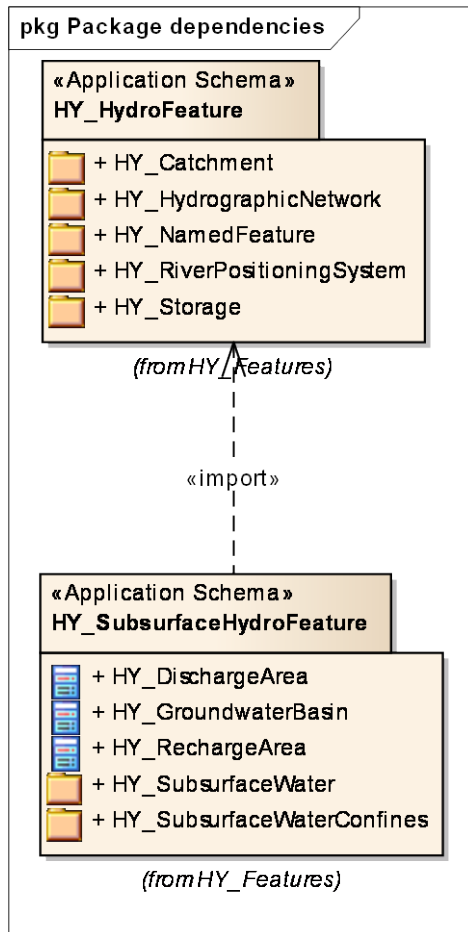 pkg Package dependencies
«Application Schema»
HY_HydroFeature
+ HY_Catchment
+ HY_HydrographicNetwork
+ HY_NamedFeature
+ HY_RiverPositioningSystem
+ HY_Storage
(from HY_Features)
«import»
«Application Schema»
HY_SubsurfaceHydroFeature
+ HY_DischargeArea
+ HY_GroundwaterBasin
+ HY_RechargeArea
+ HY_SubsurfaceWater
+ HY_SubsurfaceWaterConfines
(from HY_Features)